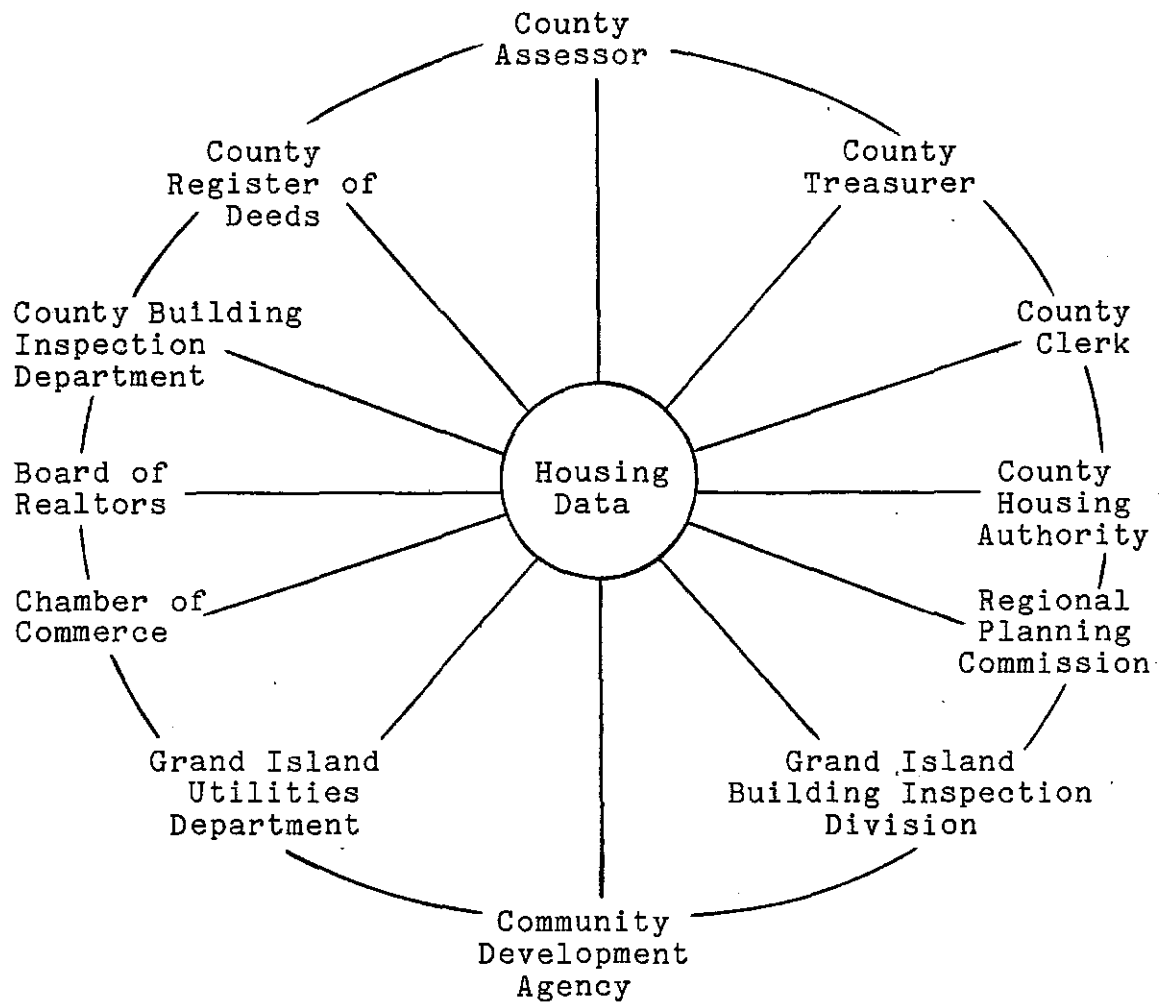 County
Assessor
County
Treasurer
County
Clerk
County
Housing
Authority
Regional
Planning
Commission
Grand Island
Building Inspection
Division
Community
Development
Agency
Grand Island
Utilities
Department
Chamber of
Commerce
Board of
Realtors
County Building
Inspection
Department
County
Register of
Deeds
Housing
Data